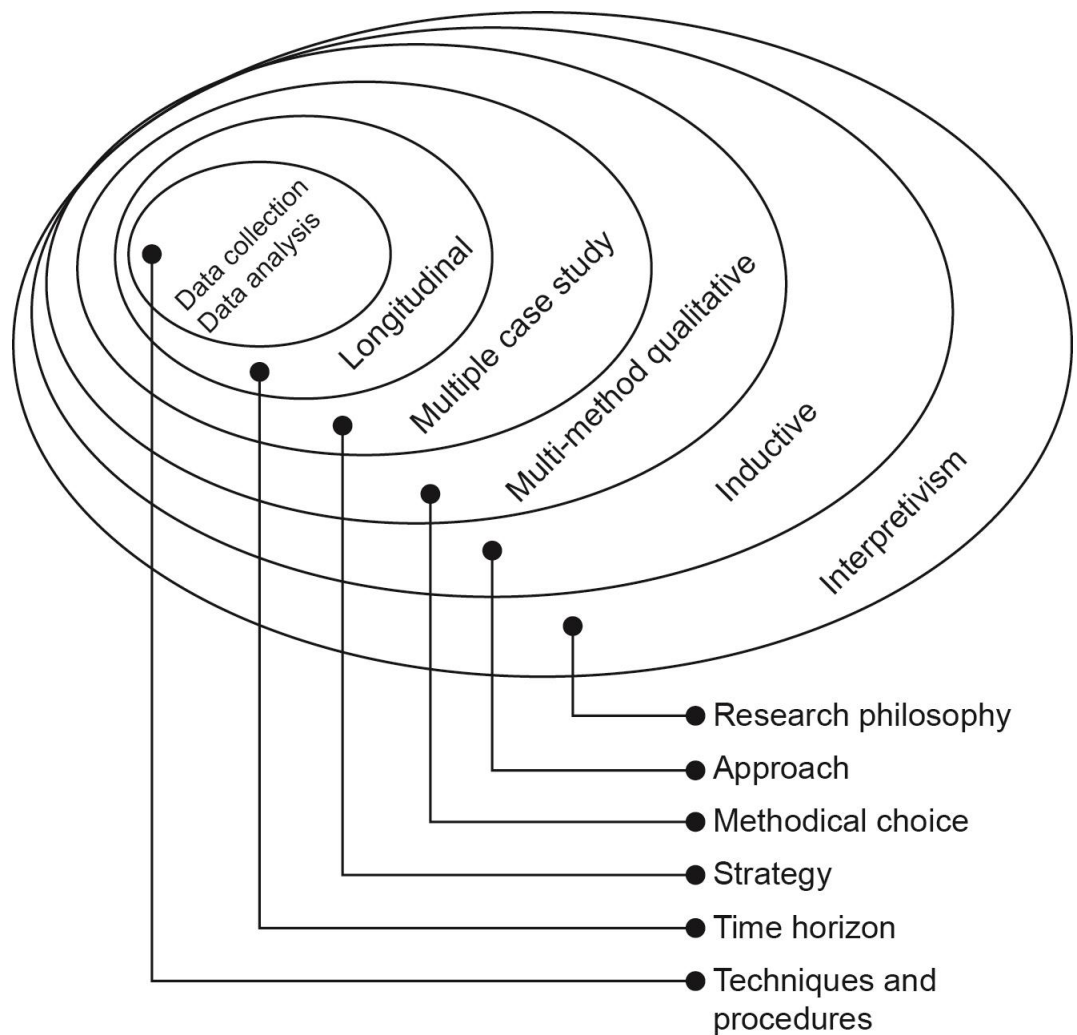 Data collection
Data analysis
Longitudinal
Multiple case study
Multi-method qualitative
Inductive
Interpretivism
Research philosophy
Approach
Methodical choice
Strategy
Time horizon
Techniques and
procedures